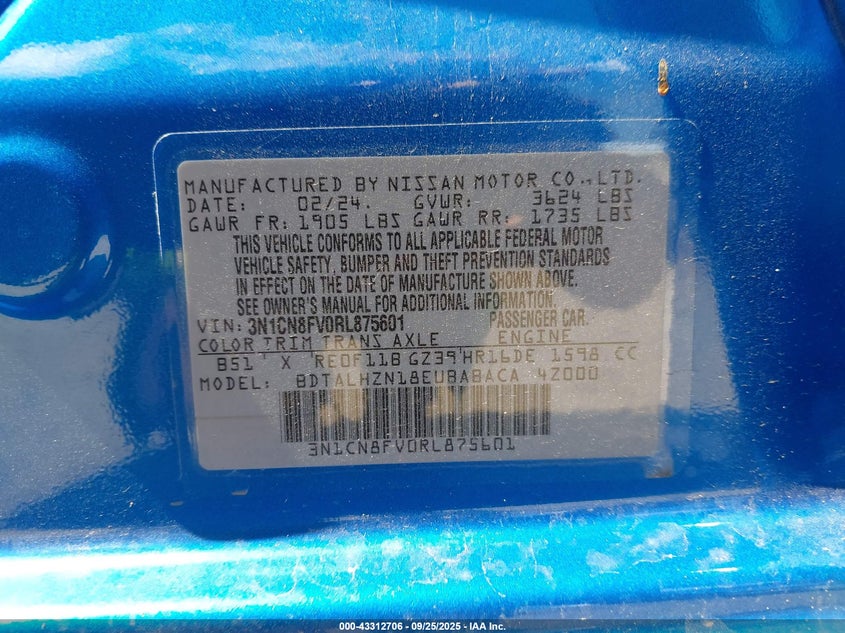 MANUFACTURED BY NISSAN MOTOR CO.,LTD.
DATE: 02/24. GVWR: 3624 LBS
GAWR FR: 1905 LBS GAWR RR: 1735 LBS
THIS VEHICLE CONFORMS TO ALL APPLICABLE FEDERAL MOTOR
VEHICLE SAFETY, BUMPER AND THEFT PREVENTION STANDARDS
IN EFFECT ON THE DATE OF MANUFACTURE SHOWN ABOVE.
SEE OWNER'S MANUAL FOR ADDITIONAL INFORMATION.
VIN: 3N1CN8FV0RL875601 PASSENGER CAR.
COLOR TRIM TRANS AXLE ENGINE
B51 X RE0F11B GZ39 HR16DE 1598 CC
MODEL: BDTALHZN18EUBABACA 42000
3N1CN8FV0RL875601
000-43312706 - 09/25/2025 - IAA Inc.